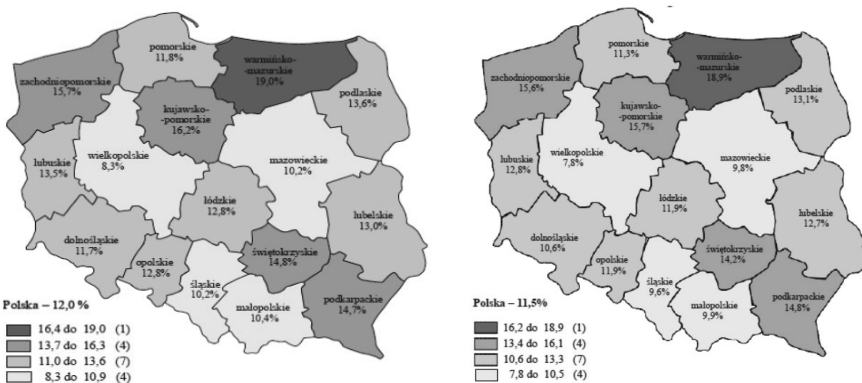 pomorskie
11,8%
warmińsko-
-mazurskie
19,0%
zachodniopomorskie
15,7%
podlaskie
13,6%
kujawsko-
-pomorskie
16,2%
wielkopolskie
8,3%
mazowieckie
10,2%
lubuskie
13,5%
łódzkie
12,8%
lubelskie
13,0%
dolnośląskie
11,7%
opolskie
12,8%
śląskie
10,2%
świętokrzyskie
14,8%
małopolskie
10,4%
podkarpackie
14,7%
Polska – 12,0 %
16,4 do 19,0 (1)
13,7 do 16,3 (4)
11,0 do 13,6 (7)
8,3 do 10,9 (4)
pomorskie
11,3%
warmińsko-
-mazurskie
18,9%
zachodniopomorskie
15,6%
podlaskie
13,1%
kujawsko-
-pomorskie
15,7%
wielkopolskie
7,8%
mazowieckie
9,8%
lubuskie
12,8%
łódzkie
11,9%
lubelskie
12,7%
dolnośląskie
10,6%
opolskie
11,9%
śląskie
9,6%
świętokrzyskie
14,2%
małopolskie
9,9%
podkarpackie
14,8%
Polska – 11,5%
16,2 do 18,9 (1)
13,4 do 16,1 (4)
10,6 do 13,3 (7)
7,8 do 10,5 (4)